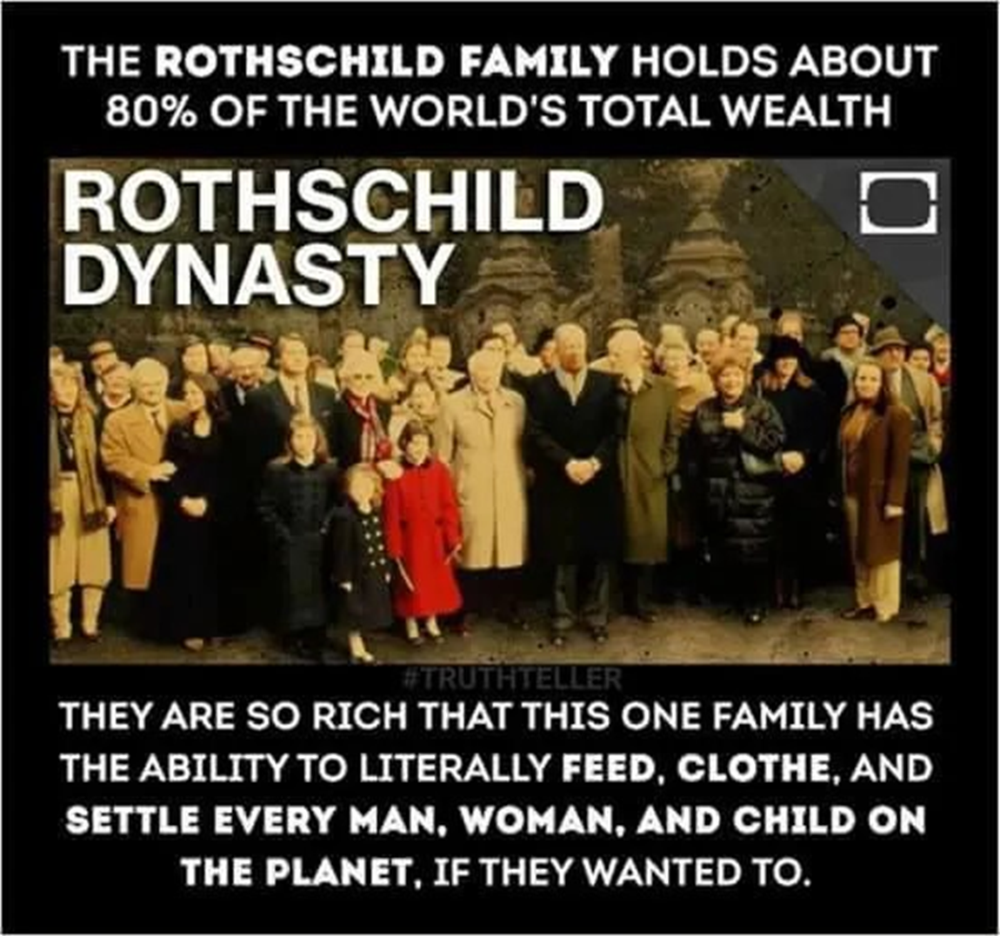 THE ROTHSCHILD FAMILY HOLDS ABOUT
80% OF THE WORLD'S TOTAL WEALTH
ROTHSCHILD
DYNASTY
#TRUTHTELLER
THEY ARE SO RICH THAT THIS ONE FAMILY HAS
THE ABILITY TO LITERALLY FEED, CLOTHE, AND
SETTLE EVERY MAN, WOMAN, AND CHILD ON
THE PLANET, IF THEY WANTED TO.